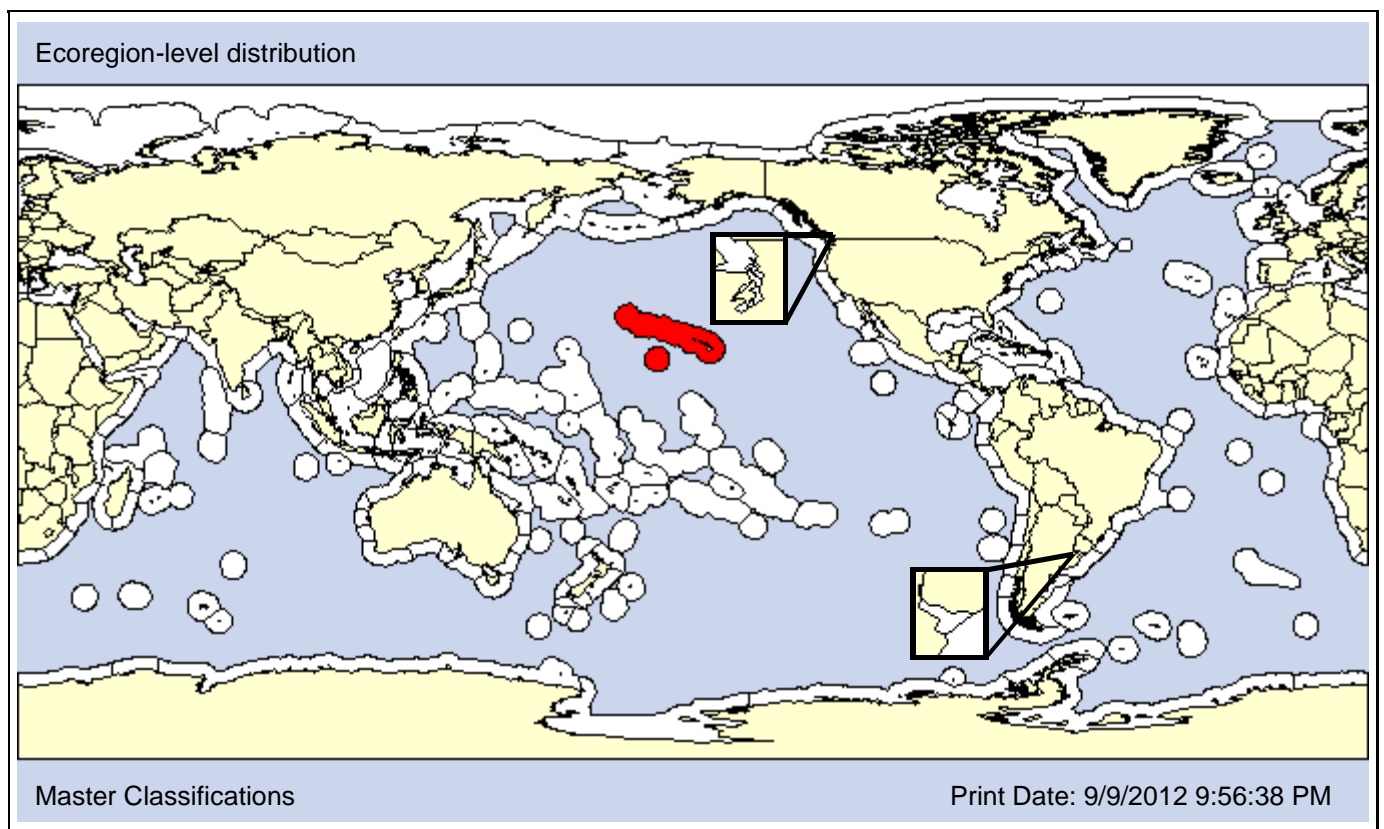 Ecoregion-level distribution
Master Classifications
Print Date: 9/9/2012 9:56:38 PM